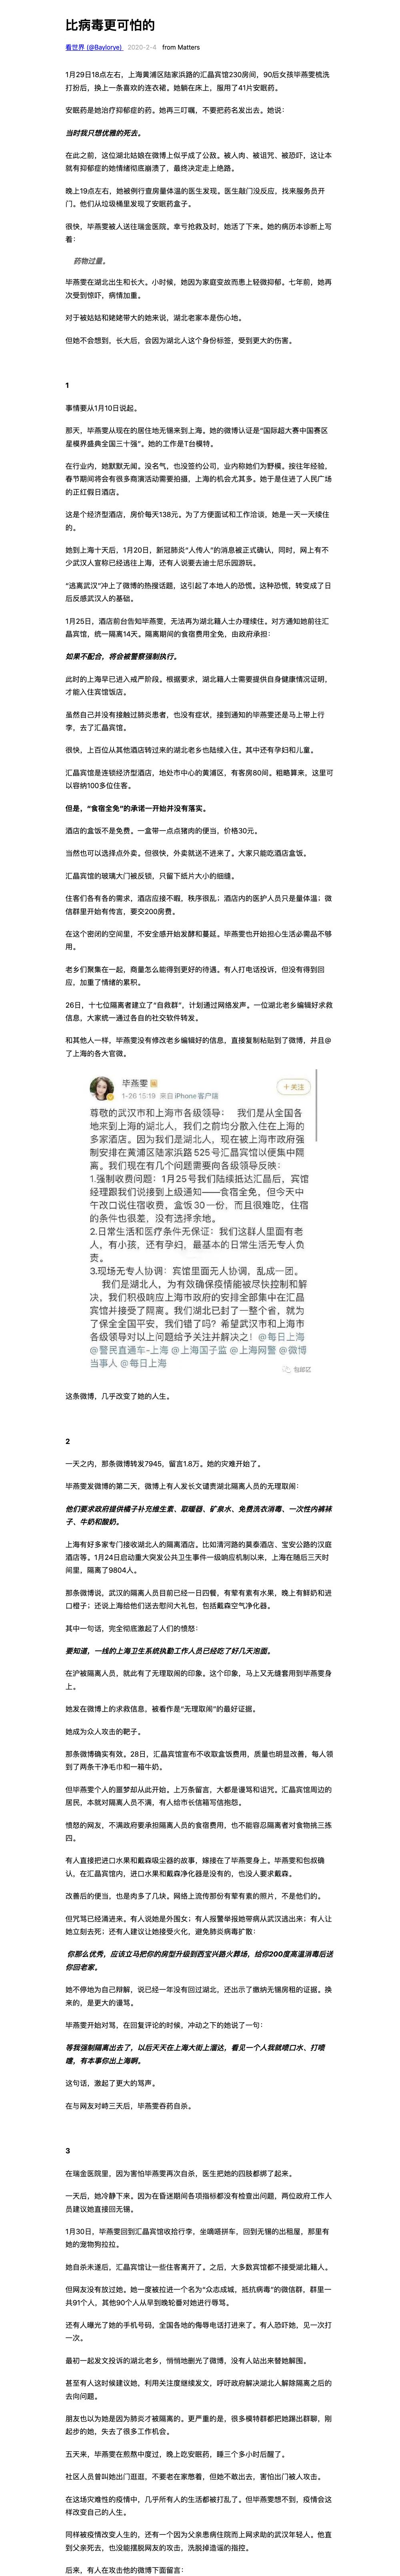 比病毒更可怕的
看世界 (@Baylorye) 2020-2-4 from Matters
1月29日18点左右，上海黄浦区陆家浜路的汇晶宾馆230房间，90后女孩毕燕雯梳洗
打扮后，换上一条喜欢的连衣裙。她躺在床上，服用了41片安眠药。
安眠药是她治疗抑郁症的药。她再三叮嘱，不要把药名发出去。她说：
当时我只想优雅的死去。
在此之前，这位湖北姑娘在微博上似乎成了公敌。被人肉、被诅咒、被恐吓，这让本
就有抑郁症的她情绪彻底崩溃了，最终决定走上绝路。
晚上19点左右，她被例行查房量体温的医生发现。医生敲门没反应，找来服务员开
门。他们从垃圾桶里发现了安眠药盒子。
很快，毕燕雯被人送往瑞金医院。幸亏抢救及时，她活了下来。她的病历本诊断上写
着：
药物过量。
毕燕雯在湖北出生和长大。小时候，她因为家庭变故而患上轻微抑郁。七年前，她再
次受到惊吓，病情加重。
对于被姑姑和姥姥带大的她来说，湖北老家本是伤心地。
但她不会想到，长大后，会因为湖北人这个身份标签，受到更大的伤害。
1
事情要从1月10日说起。
那天，毕燕雯从现在的居住地无锡来到上海。她的微博认证是“国际超大赛中国赛区
星模界盛典全国三十强”。她的工作是T台模特。
在行业内，她默默无闻。没名气，也没签约公司，业内称她们为野模。按往年经验，
春节期间将会有很多商演活动需要拍摄，上海的机会尤其多。她于是住进了人民广场
的正红假日酒店。
这是个经济型酒店，房价每天138元。为了方便面试和工作洽谈，她是一天一天续住
的。
她到上海十天后，1月20日，新冠肺炎“人传人”的消息被正式确认，同时，网上有不
少武汉人宣称已经逃往上海，还有人说要去迪士尼乐园游玩。
“逃离武汉”冲上了微博的热搜话题，这引起了本地人的恐慌。这种恐慌，转变成了日
后反感武汉人的基础。
1月25日，酒店前台告知毕燕雯，无法再为湖北籍人士办理续住。对方通知她前往汇
晶宾馆，统一隔离14天。隔离期间的食宿费用全免，由政府承担：
如果不配合，将会被警察强制执行。
此时的上海早已进入戒严阶段。根据要求，湖北籍人士需要提供自身健康情况证明，
才能入住宾馆饭店。
虽然自己并没有接触过肺炎患者，也没有症状，接到通知的毕燕雯还是马上带上行
李，去了汇晶宾馆。
很快，上百位从其他酒店转过来的湖北老乡也陆续入住。其中还有孕妇和儿童。
汇晶宾馆是连锁经济型酒店，地处市中心的黄浦区，有客房80间。粗略算来，这里可
以容纳100多位住客。
但是，“食宿全免”的承诺一开始并没有落实。
酒店的盒饭不是免费。一盒带一点点猪肉的便当，价格30元。
当然也可以选择点外卖。但很快，外卖就送不进来了。大家只能吃酒店盒饭。
汇晶宾馆的玻璃大门被反锁，只留下纸片大小的细缝。
住客们各有各的需求，酒店应接不暇，秩序很乱；酒店内的医护人员只是量体温；微
信群里开始有传言，要交200房费。
在这个密闭的空间里，不安全感开始发酵和蔓延。毕燕雯也开始担心生活必需品不够
用。
老乡们聚集在一起，商量怎么能得到更好的待遇。有人打电话投诉，但没有得到回
应，加重了情绪的累积。
26日，十七位隔离者建立了“自救群”，计划通过网络发声。一位湖北老乡编辑好求救
信息，大家统一通过各自的社交软件转发。
和其他人一样，毕燕雯没有修改老乡编辑好的信息，直接复制粘贴到了微博，并且@
了上海的各大官微。
毕燕雯
+关注
1-26 15:19 来自 iPhone客户端
尊敬的武汉市和上海市各级领导： 我们是从全国各
地来到上海的湖北人，我们之前均分散入住在上海的
多家酒店。因为我们是湖北人，现在被上海市政府强
制安排在黄浦区陆家浜路525号汇晶宾馆以便集中隔
离。我们现在有几个问题需要向各级领导反映：
1.强制收费问题：1月25号我们陆续抵达汇晶后，宾馆
经理跟我们说接到上级通知——食宿全免，但今天中
午改口说住宿收费，盒饭30一份，而且很难吃，住宿
的条件也很差，没有选择余地。
2.日常生活和医疗条件无保证：我们这群人里面有老
人，有小孩，还有孕妇，最基本的日常生活无专人负
责。
3.现场无专人协调：宾馆里面无人协调，乱成一团。
我们是湖北人，为有效确保疫情能被尽快控制和解
决，我们积极响应上海市政府的安排全部集中在汇晶
宾馆并接受了隔离。我们湖北已封了一整个省，就为
了保全全国平安，我们错了吗？希望武汉市和上海市
各级领导对以上问题给予关注并解决之！@每日上海
@警民直通车-上海 @上海国子监 @上海网警 @微博
当事人 @每日上海
包邮区
这条微博，几乎改变了她的人生。
2
一天之内，那条微博转发7945，留言1.8万。她的灾难开始了。
毕燕雯发微博的第二天，微博上有人发长文谴责湖北隔离人员的无理取闹：
他们要求政府提供橘子补充维生素、取暖器、矿泉水、免费洗衣消毒、一次性内裤袜
子、牛奶和酸奶。
上海有好多家专门接收湖北人的隔离酒店。比如清河路的莫泰酒店、宝安公路的汉庭
酒店等。1月24日启动重大突发公共卫生事件一级响应机制以来，上海在随后三天时
间里，隔离了9804人。
那条微博说，武汉的隔离人员目前已经一日四餐，有荤有素有水果，晚上有鲜奶和进
口橙子；还说上海给他们送去慰问大礼包，包括戴森空气净化器。
其中一句话，完全彻底激起了人们的愤怒：
要知道，一线的上海卫生系统执勤工作人员已经吃了好几天泡面。
在沪被隔离人员，就此有了无理取闹的印象。这个印象，马上又无缝套用到毕燕雯身
上。
她发在微博上的求救信息，被看作是“无理取闹”的最好证据。
她成为众人攻击的靶子。
那条微博确实有效。28日，汇晶宾馆宣布不收取盒饭费用，质量也明显改善，每人领
到了两条干净毛巾和一箱牛奶。
但毕燕雯个人的噩梦却从此开始。上万条留言，大都是谩骂和诅咒。汇晶宾馆周边的
居民，本就对隔离人员不满，有人给市长信箱写信抱怨。
愤怒的网友，不满政府要承担隔离人员的食宿费用，也不能容忍隔离者对食物挑三拣
四。
有人直接把进口水果和戴森吸尘器的故事，嫁接在了毕燕雯身上。毕燕雯和包叔确
认，在汇晶宾馆内，进口水果和戴森净化器是没有的，也没人要求戴森。
改善后的便当，也是肉多了几块。网络上流传那份有荤有素的照片，不是他们的。
但咒骂已经涌进来。有人说她是外围女；有人报警举报她带病从武汉逃出来；有人让
她立刻去死；还有人建议让她接受火化，避免肺炎病毒扩散：
你那么优秀，应该立马把你的房型升级到西宝兴路火葬场，给你200度高温消毒后送
你回老家。
她不停地为自己辩解，说已经一年没有回过湖北，还出示了缴纳无锡房租的证据。换
来的，是更大的谩骂。
毕燕雯开始对骂，在回复评论的时候，冲动之下的她说了一句：
等我强制隔离出去了，以后天天在上海大街上溜达，看见一个人我就喷口水、打喷
嚏，有本事你出上海啊。
这句话，激起了更大的骂声。
在与网友对峙三天后，毕燕雯吞药自杀。
3
在瑞金医院里，因为害怕毕燕雯再次自杀，医生把她的四肢都绑了起来。
一天后，她冷静下来。因为在昏迷期间各项指标都没有检查出问题，两位政府工作人
员建议她直接回无锡。
1月30日，毕燕雯回到汇晶宾馆收拾行李，坐嘀嗒拼车，回到无锡的出租屋，那里有
她的宠物狗拉拉。
她自杀未遂后，汇晶宾馆让一些住客离开了。之后，大多数宾馆都不接受湖北籍人。
但网友没有放过她。她一度被拉进一个名为“众志成城，抵抗病毒”的微信群，群里一
共91个人，其他90个人从早到晚轮番对她进行辱骂。
还有人曝光了她的手机号码，全国各地的侮辱电话打进来了。有人恐吓她，见一次打
一次。
最初一起发文投诉的湖北老乡，悄悄地删光了微博，没有人站出来替她解围。
甚至有人这时候建议她，利用关注度继续发文，呼吁政府解决湖北人解除隔离之后的
去向问题。
朋友也以为她是因为肺炎才被隔离的。更严重的是，很多模特群都把她踢出群聊，刚
起步的她，失去了很多工作机会。
五天来，毕燕雯在煎熬中度过，晚上吃安眠药，睡三个多小时后醒了。
社区人员曾叫她出门逛逛，不要老在家憋着，但她不敢出去，害怕出门被人攻击。
在这场灾难性的疫情中，几乎所有人的生活都被打乱了。但毕燕雯想不到，疫情会这
样改变自己的人生。
同样被疫情改变人生的，还有一个因为父亲患病住院而上网求助的武汉年轻人。他直
到父亲死去，也没能摆脱网友的攻击，洗脱掉造谣的指控。
后来，有人在攻击他的微博下面留言：